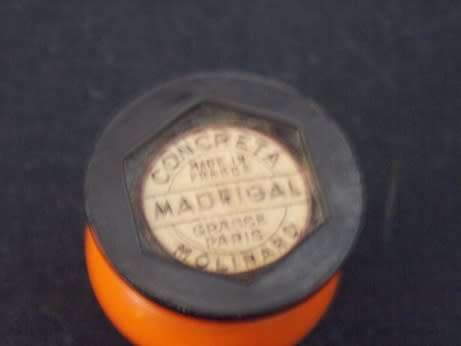 CONCRETA
MADE IN
FRANCE
MADRIGAL
GRASSE
PARIS
MOLINARD